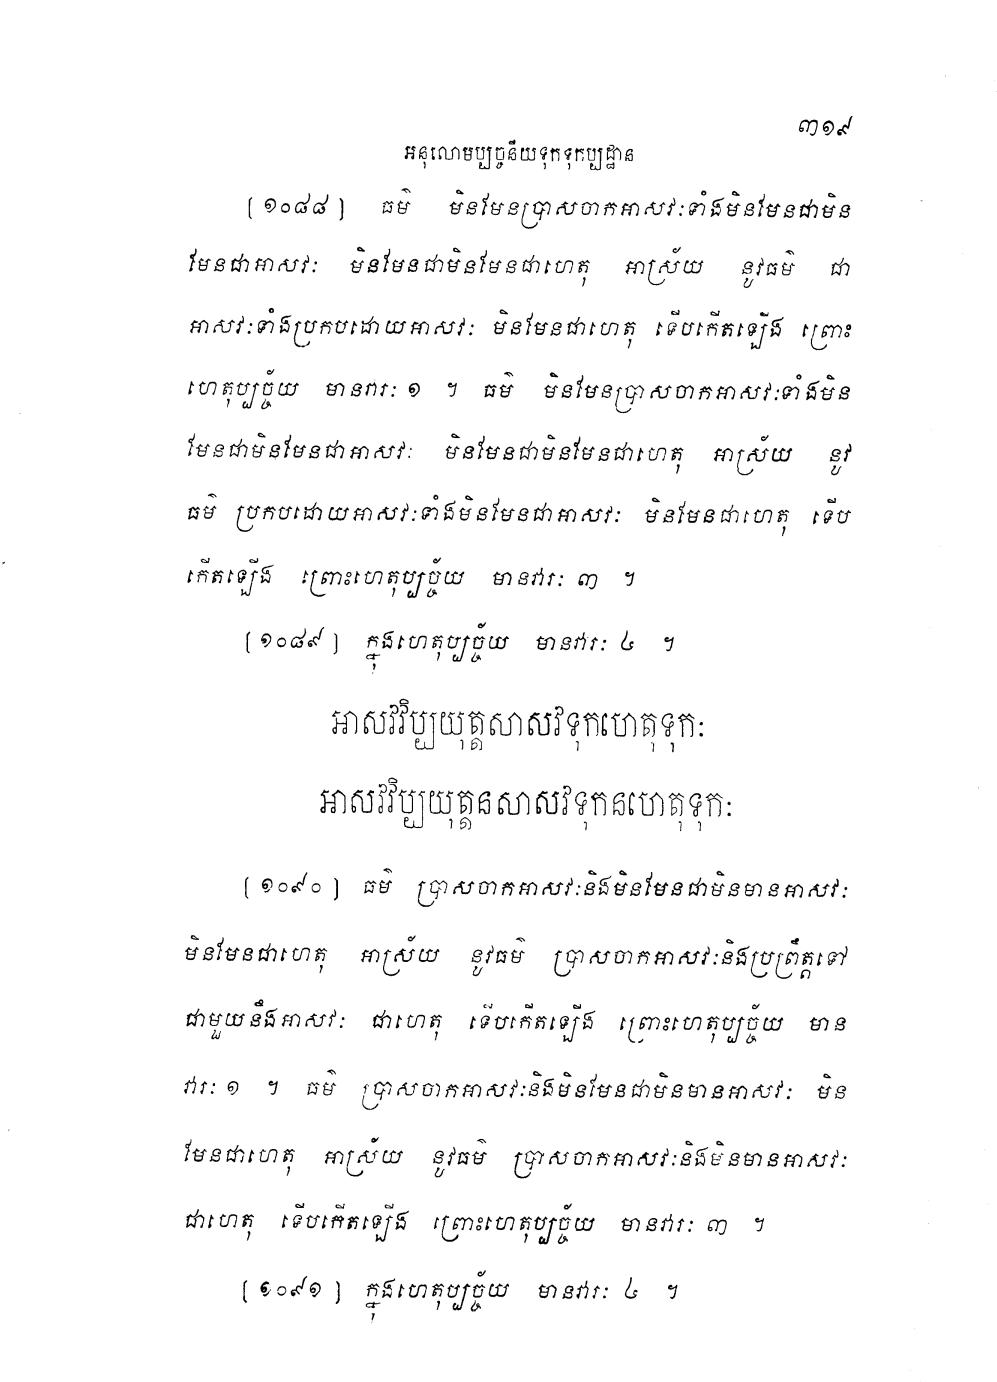 ៣១៩
អនុលោមប្បច្ចនីយទុកទុកប្បដ្ឋាន
[១០៨៨] ធម៌ មិនមែនប្រាសចាកអាសវៈទាំងមិនមែនជាមិន
មែនជាអាសវៈ មិនមែនជាមិនមែនជាហេតុ អាស្រ័យ នូវធម៌ ជា
អាសវៈទាំងប្រកបដោយអាសវៈ មិនមែនជាហេតុ ទើបកើតឡើង ព្រោះ
ហេតុប្បច្ច័យ មានវារៈ ១ ។ ធម៌ មិនមែនប្រាសចាកអាសវៈទាំងមិន
មែនជាមិនមែនជាអាសវៈ មិនមែនជាមិនមែនជាហេតុ អាស្រ័យ នូវ
ធម៌ ប្រកបដោយអាសវៈទាំងមិនមែនជាអាសវៈ មិនមែនជាហេតុ ទើប
កើតឡើង ព្រោះហេតុប្បច្ច័យ មានវារៈ ៣ ។
[១០៨៩] ក្នុងហេតុប្បច្ច័យ មានវារៈ ៤ ។
អាសវវិប្បយុត្តសាសវទុកហេតុទុកៈ
អាសវវិប្បយុត្តនសាសវទុកនហេតុទុកៈ
[១០៩០] ធម៌ ប្រាសចាកអាសវៈនិងមិនមែនជាមិនមានអាសវៈ
មិនមែនជាហេតុ អាស្រ័យ នូវធម៌ ប្រាសចាកអាសវៈនិងប្រព្រឹត្តទៅ
ជាមួយនឹងអាសវៈ ជាហេតុ ទើបកើតឡើង ព្រោះហេតុប្បច្ច័យ មាន
វារៈ ១ ។ ធម៌ ប្រាសចាកអាសវៈនិងមិនមែនជាមិនមានអាសវៈ មិន
មែនជាហេតុ អាស្រ័យ នូវធម៌ ប្រាសចាកអាសវៈនិងមិនមានអាសវៈ
ជាហេតុ ទើបកើតឡើង ព្រោះហេតុប្បច្ច័យ មានវារៈ ៣ ។
[១០៩១] ក្នុងហេតុប្បច្ច័យ មានវារៈ ៤ ។